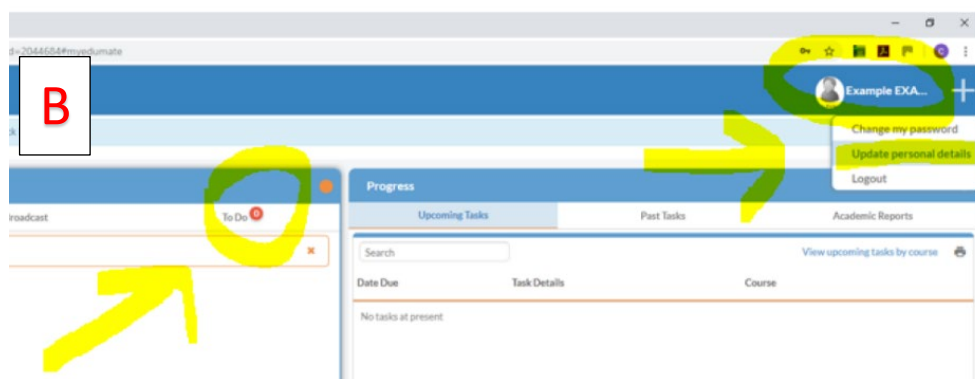 d=2044684#myedumate
B
Example EXA...
Change my password
Update personal details
Logout
Progress
roadcast
To Do 0
Upcoming Tasks
Past Tasks
Academic Reports
Search
View upcoming tasks by course
Date Due
Task Details
Course
No tasks at present